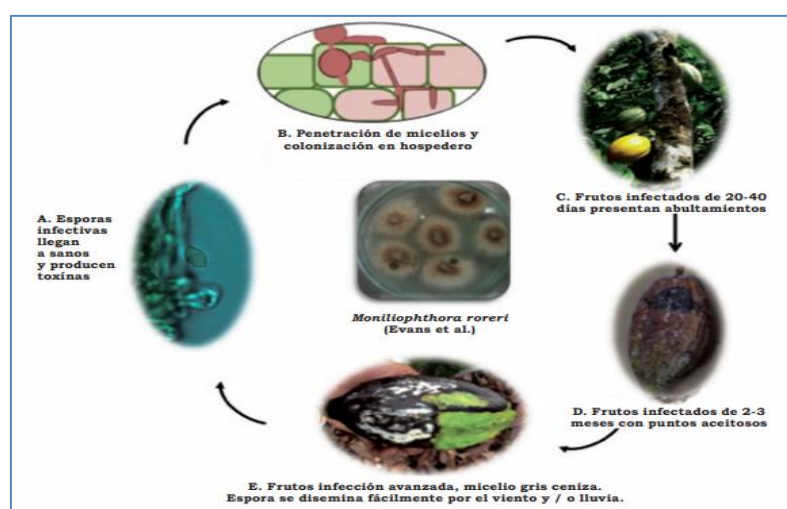 A. Esporas
infectivas
llegan
a sanos
y producen
toxinas
B. Penetración de micelios y
colonización en hospedero
C. Frutos infectados de 20-40
días presentan abultamientos
D. Frutos infectados de 2-3
meses con puntos aceitosos
E. Frutos infección avanzada, micelio gris ceniza.
Espora se disemina fácilmente por el viento y / o lluvia.
Moniliophthora roreri
(Evans et al.)